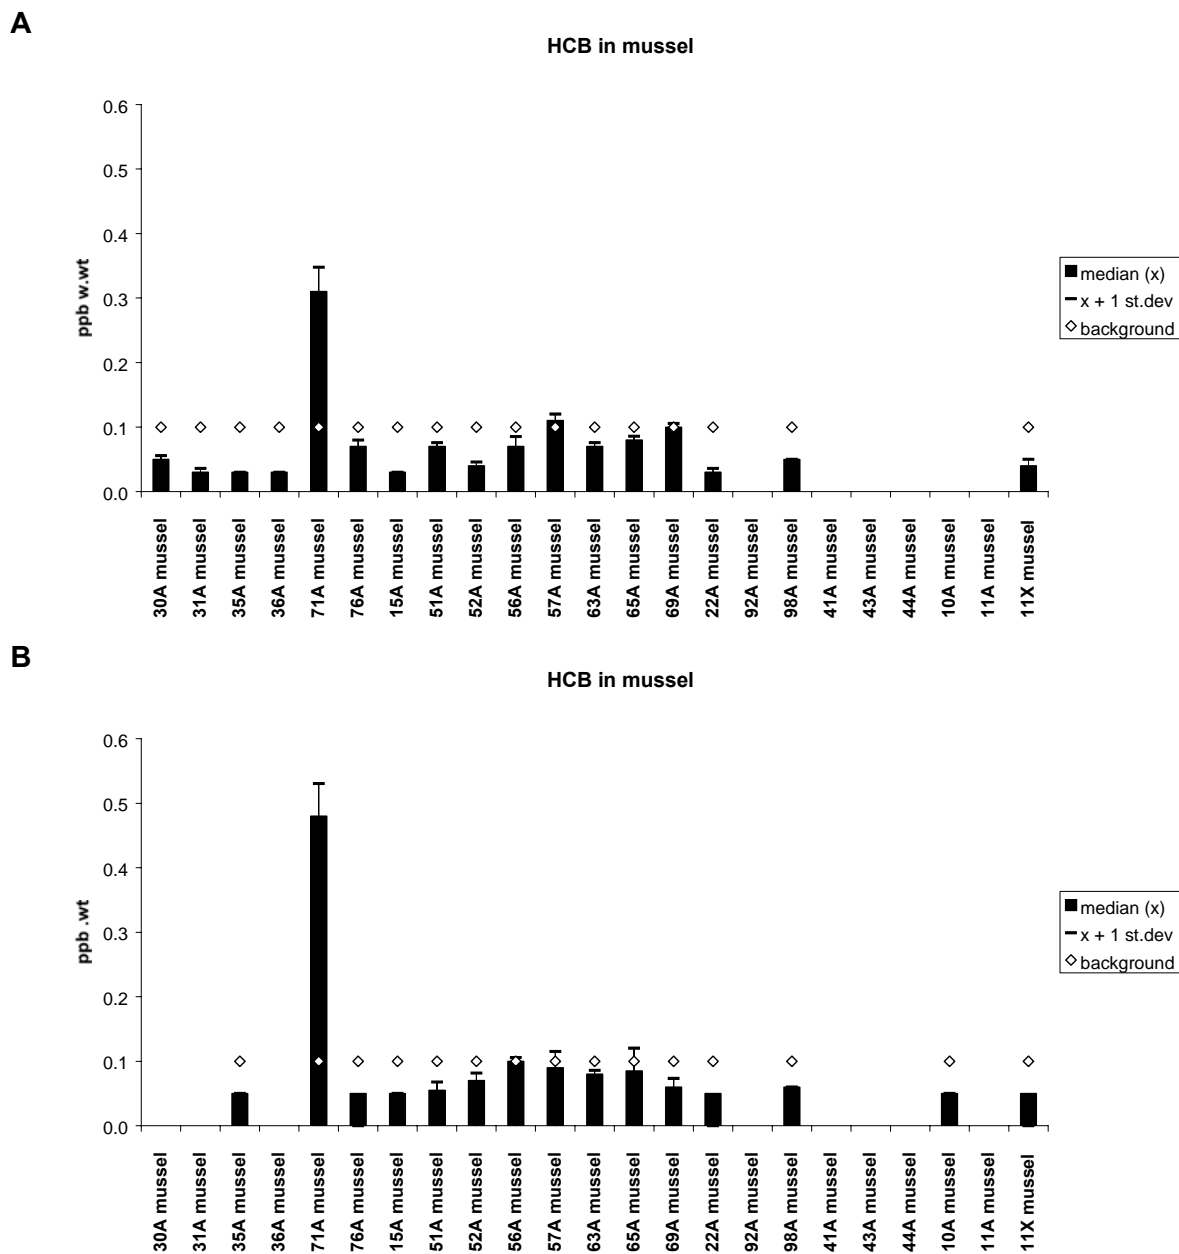 A
HCB in mussel
0.6
0.5
0.4
0.3
0.2
0.1
0.0
ppb w.wt
median (x)
x + 1 st.dev
background
30A mussel
31A mussel
35A mussel
36A mussel
71A mussel
76A mussel
15A mussel
51A mussel
52A mussel
56A mussel
57A mussel
63A mussel
65A mussel
69A mussel
22A mussel
92A mussel
98A mussel
41A mussel
43A mussel
44A mussel
10A mussel
11A mussel
11X mussel
B
HCB in mussel
0.6
0.5
0.4
0.3
0.2
0.1
0.0
ppb .wt
median (x)
x + 1 st.dev
background
30A mussel
31A mussel
35A mussel
36A mussel
71A mussel
76A mussel
15A mussel
51A mussel
52A mussel
56A mussel
57A mussel
63A mussel
65A mussel
69A mussel
22A mussel
92A mussel
98A mussel
41A mussel
43A mussel
44A mussel
10A mussel
11A mussel
11X mussel